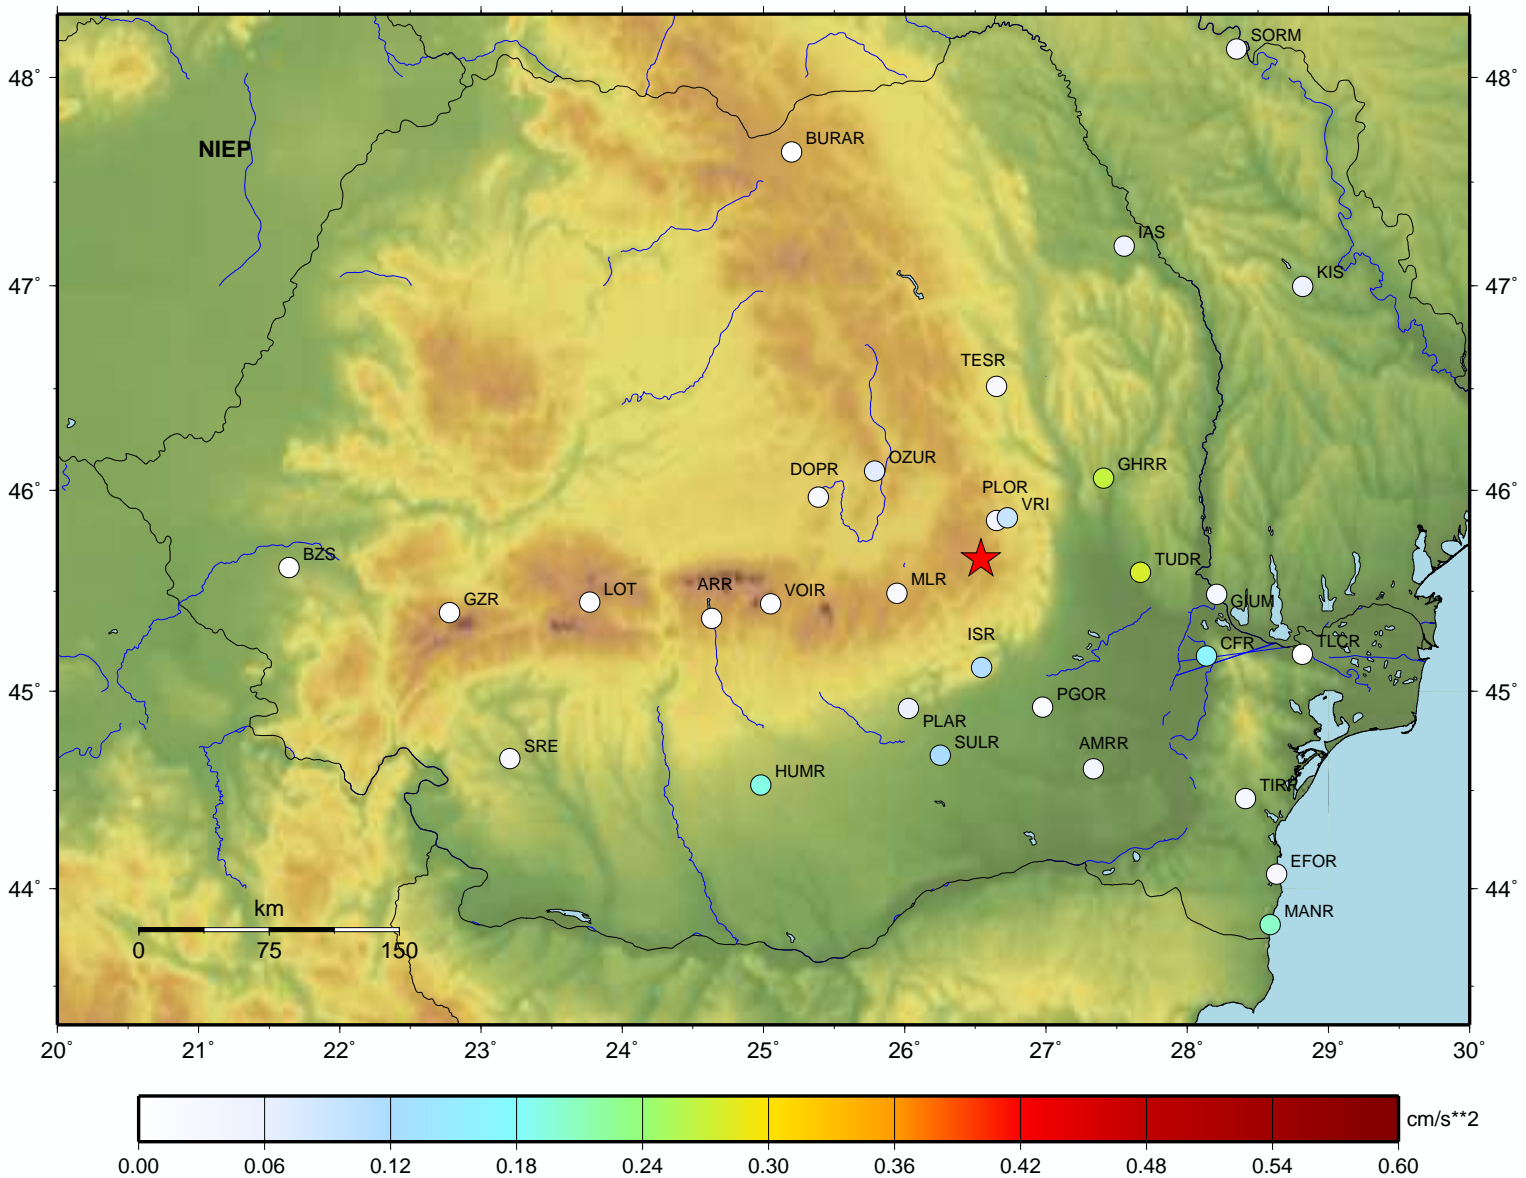 SORM
48°
48°
BURAR
NIEP
IAS
KIS
47°
47°
TESR
OZUR
DOPR
GHRR
PLOR
46°
46°
VRI
BZS
TUDR
MLR
ARR
VOIR
LOT
GZR
GIUM
ISR
CFR
TLCR
45°
45°
PGOR
PLAR
SULR
AMRR
SRE
HUMR
TIRR
EFOR
44°
44°
km
MANR
0 75 150
20° 21° 22° 23° 24° 25° 26° 27° 28° 29° 30°
cm/s**2
0.00 0.06 0.12 0.18 0.24 0.30 0.36 0.42 0.48 0.54 0.60